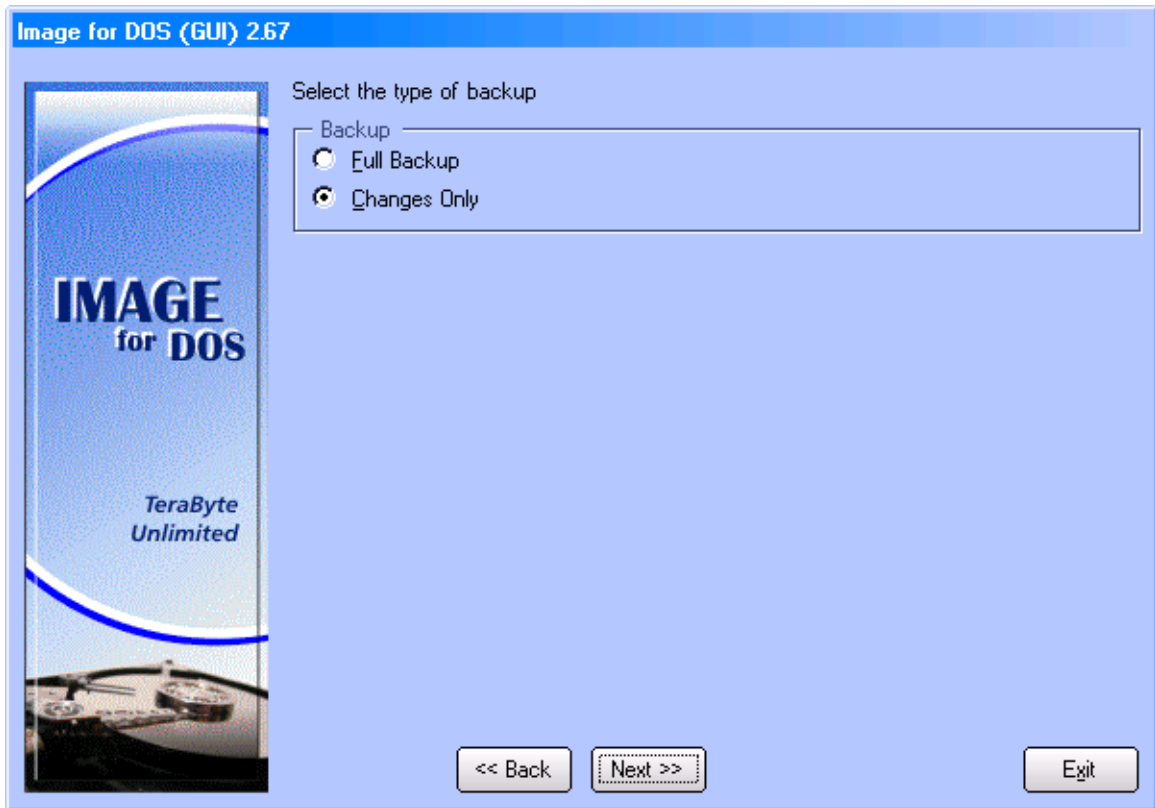 Image for DOS (GUI) 2.67
Select the type of backup
Backup
Full Backup
Changes Only
IMAGE
for DOS
TeraByte
Unlimited
<< Back
Next >>
Exit